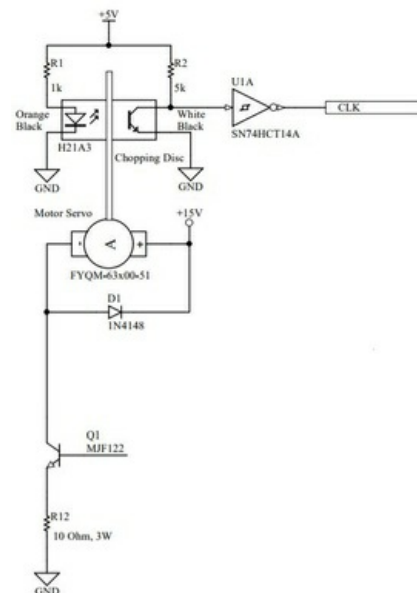 +5V
R1
1k
R2
5k
U1A
CLK
SN74HCT14A
Orange
Black
White
Black
H21A3
Chopping Disc
GND
GND
Motor Servo
+15V
- A +
FYQM-63x00-51
D1
1N4148
Q1
MJF122
R12
10 Ohm, 3W
GND